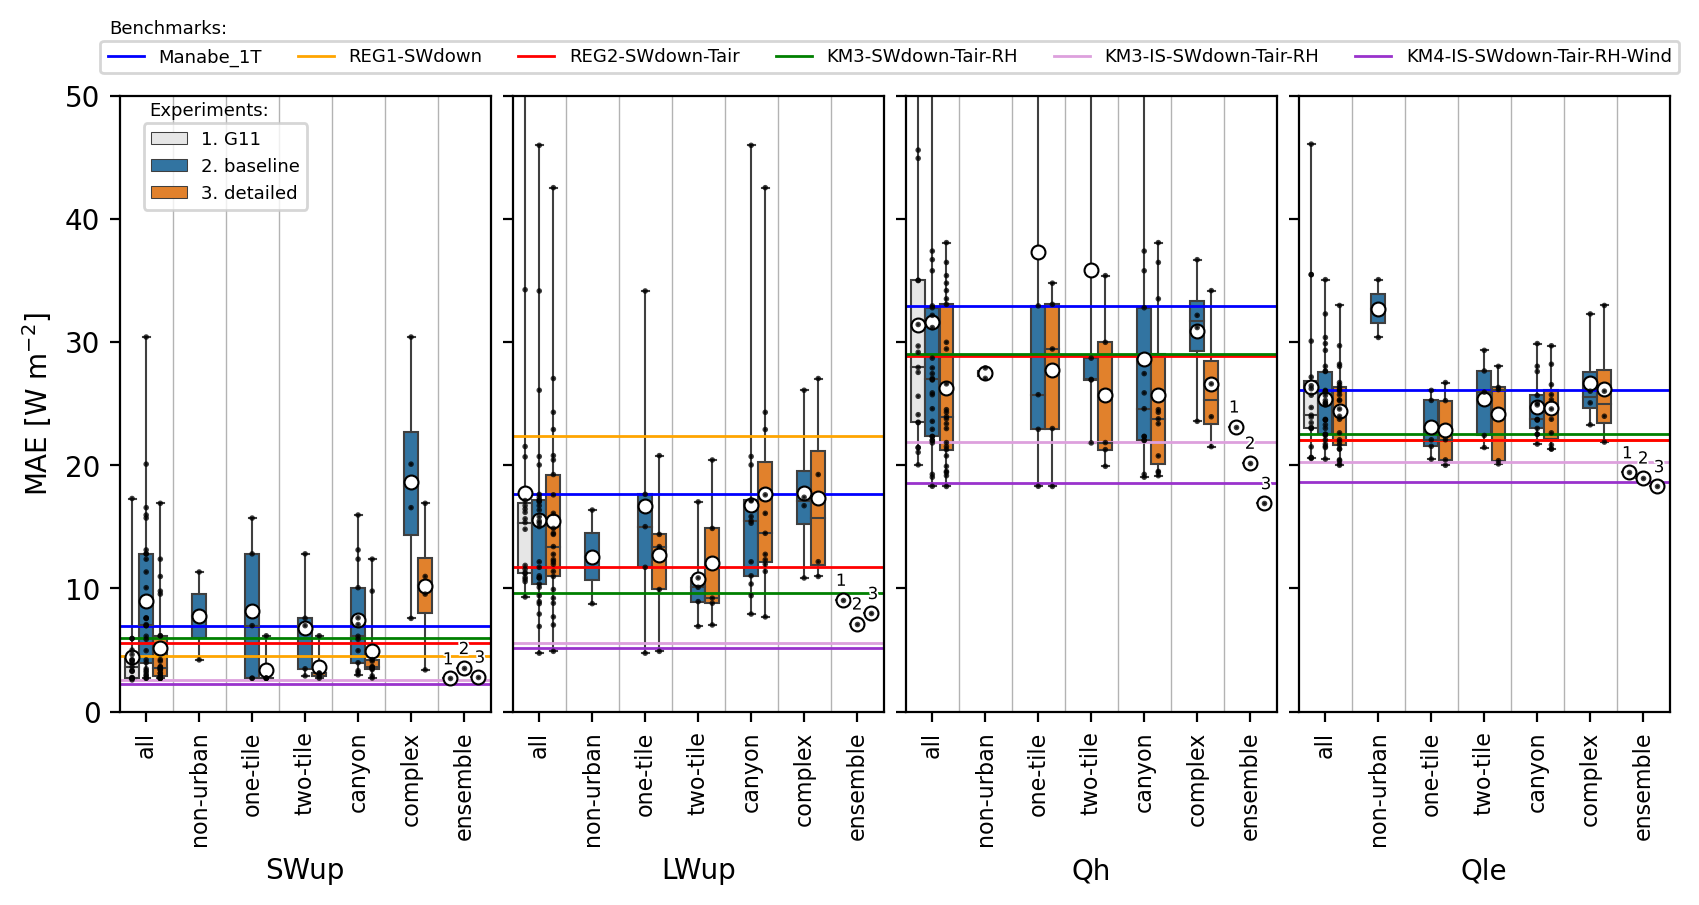 Benchmarks:
Manabe_1T REG1-SWdown REG2-SWdown-Tair KM3-SWdown-Tair-RH KM3-IS-SWdown-Tair-RH KM4-IS-SWdown-Tair-RH-Wind
Experiments:
1. G11
2. baseline
3. detailed
MAE [W m⁻²]
50
40
30
20
10
0
1 2 3
1 2 3
1 2 3
1 2 3
all non-urban one-tile two-tile canyon complex ensemble
all non-urban one-tile two-tile canyon complex ensemble
all non-urban one-tile two-tile canyon complex ensemble
all non-urban one-tile two-tile canyon complex ensemble
SWup LWup Qh Qle